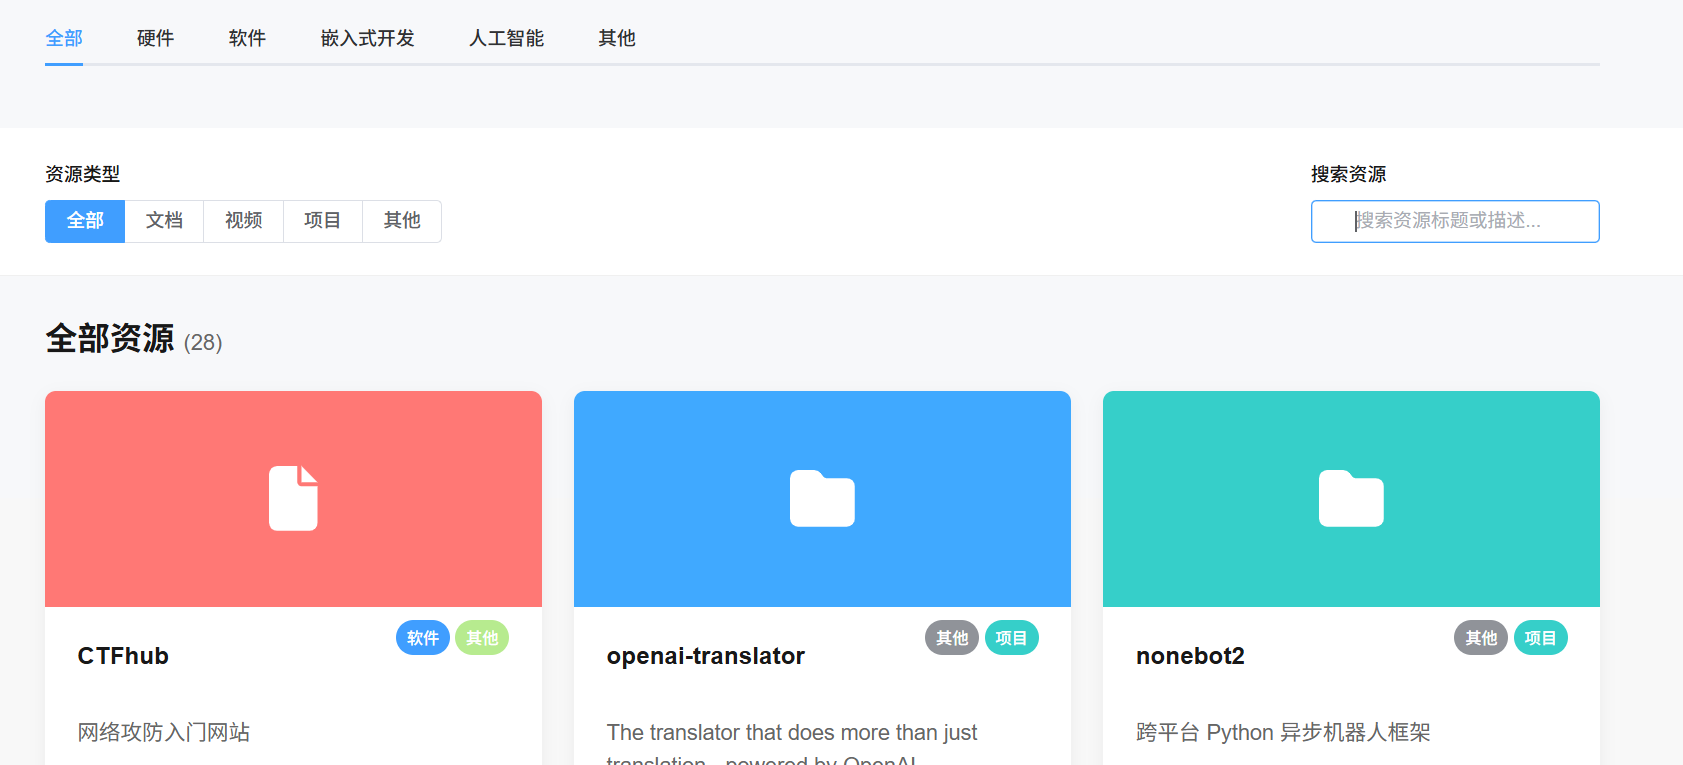 全部 硬件 软件 嵌入式开发 人工智能 其他
资源类型 搜索资源
全部 文档 视频 项目 其他 搜索资源标题或描述...
全部资源 (28)
软件 其他 其他 项目 其他 项目
CTFhub openai-translator nonebot2
网络攻防入门网站 The translator that does more than just 跨平台 Python 异步机器人框架
translation - powered by OpenAI